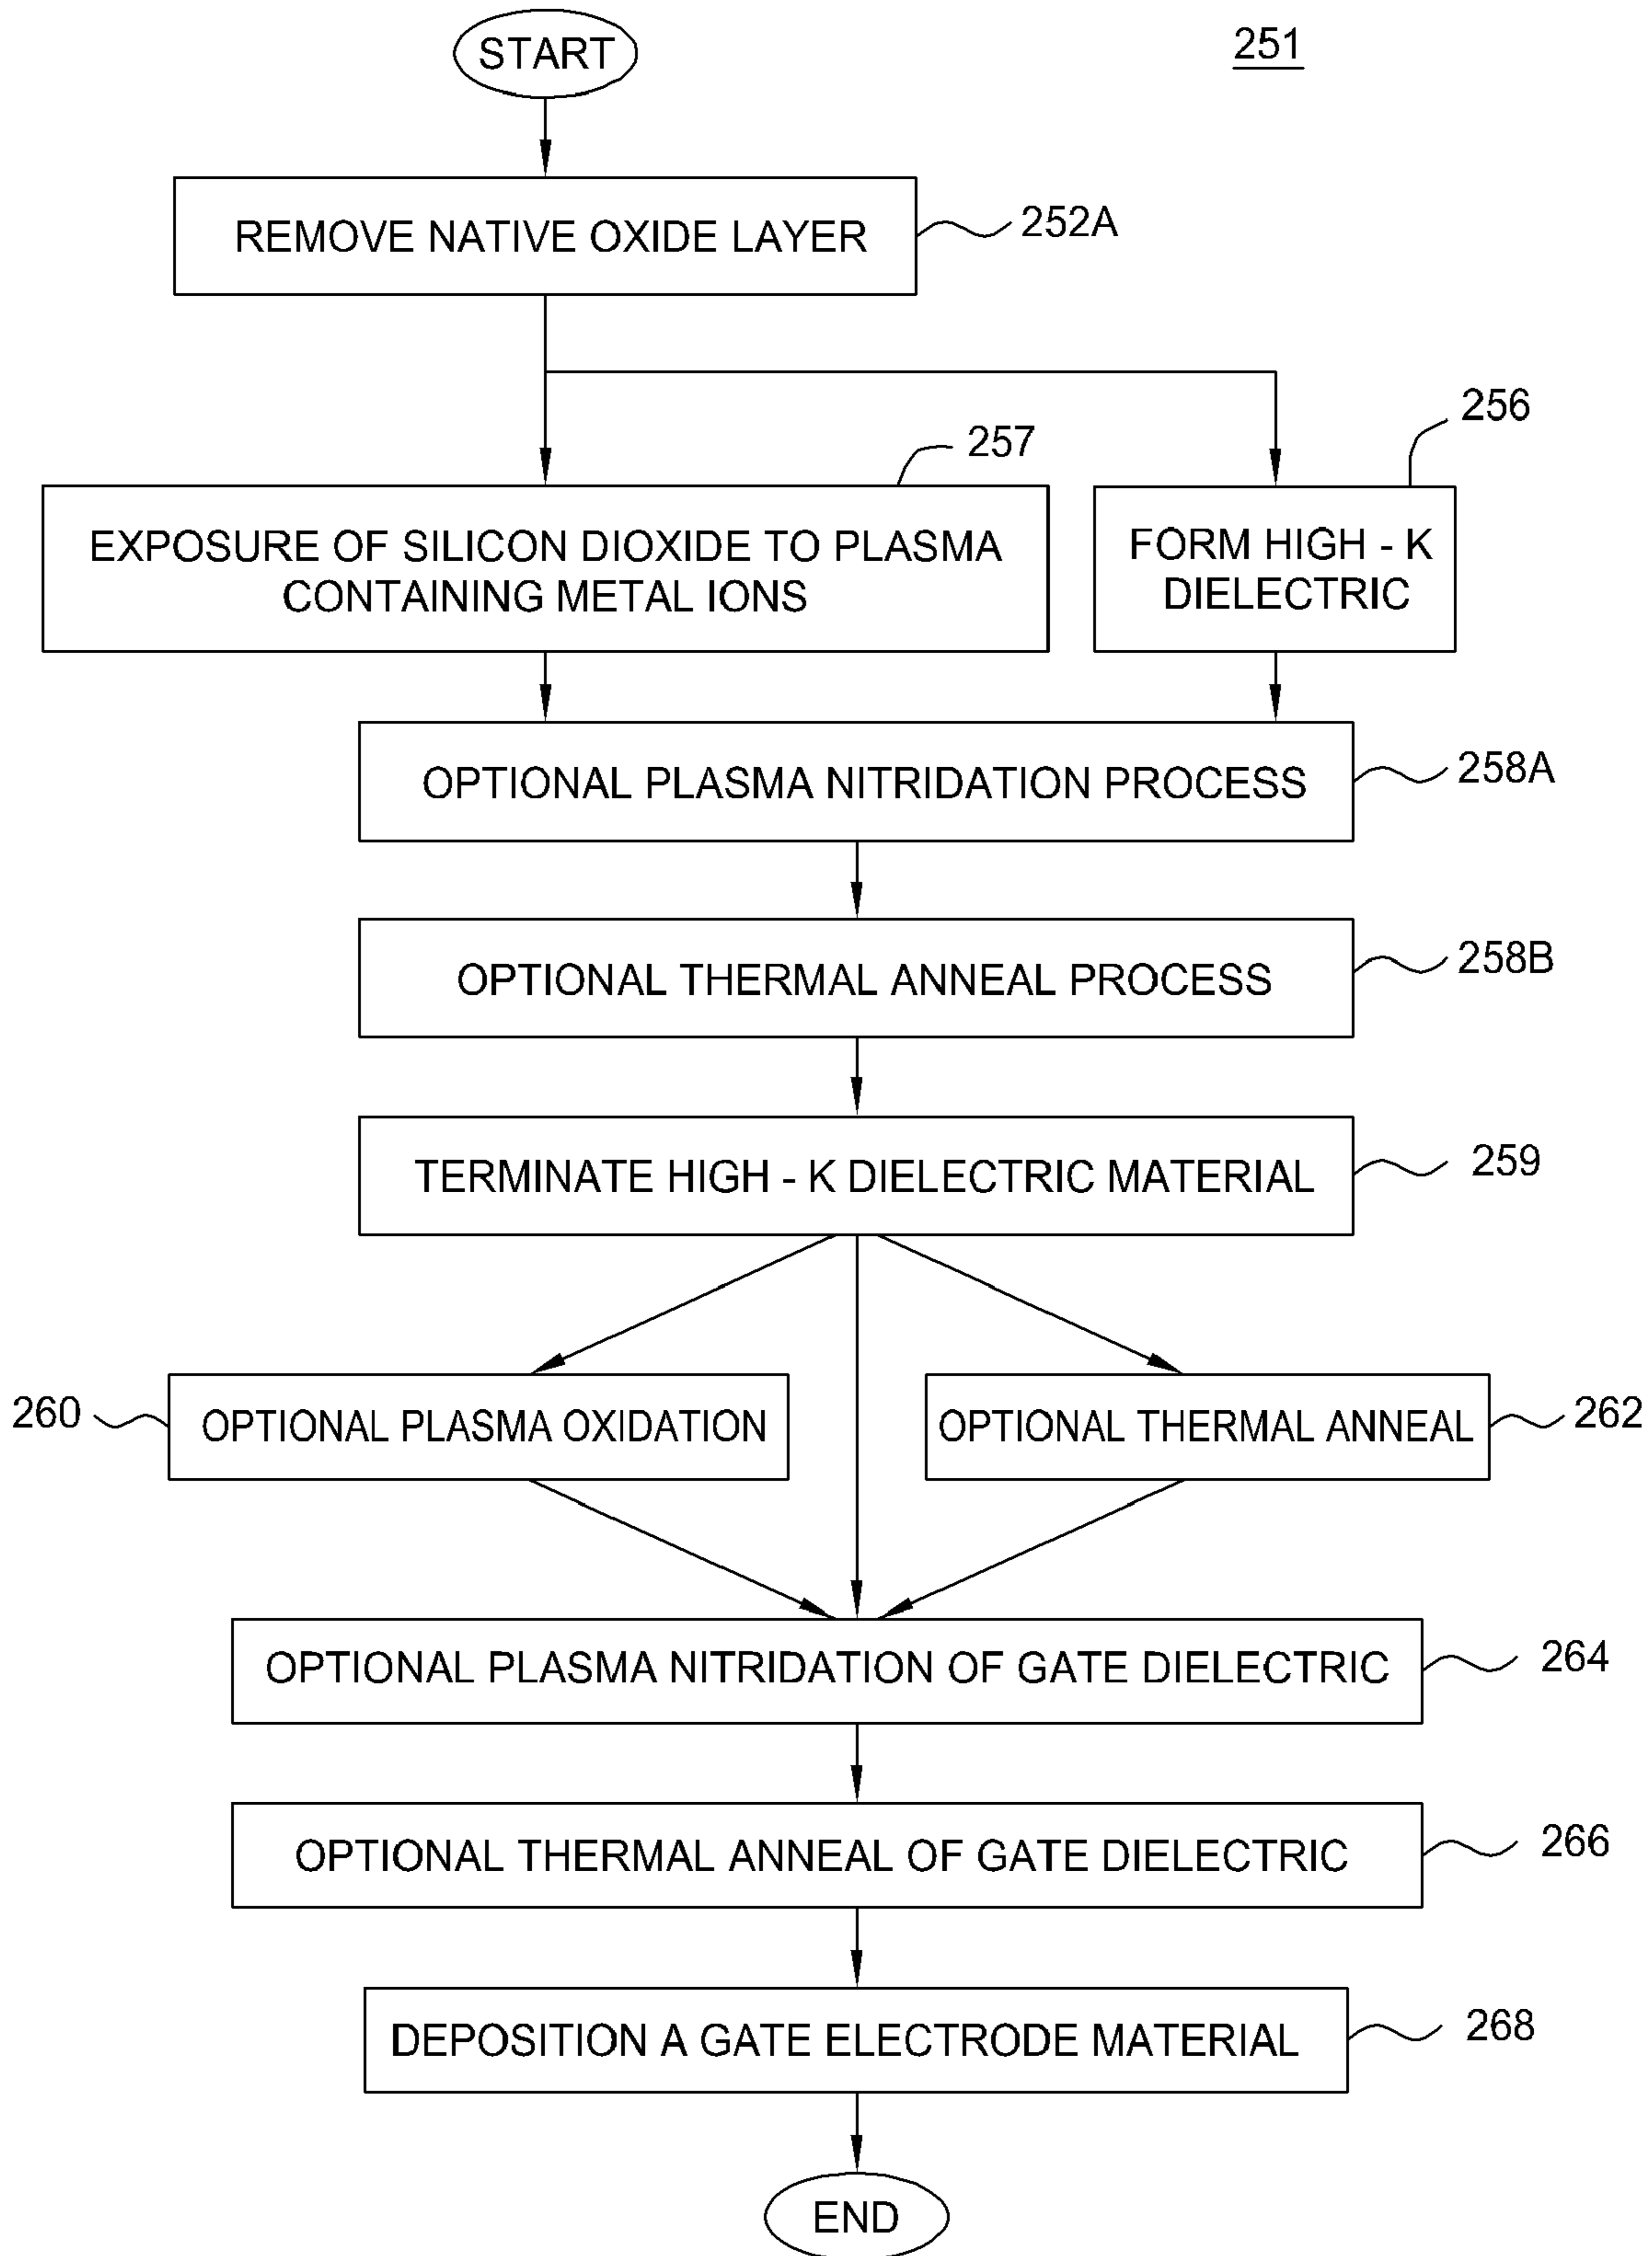 START
251
REMOVE NATIVE OXIDE LAYER
252A
256
257
EXPOSURE OF SILICON DIOXIDE TO PLASMA
CONTAINING METAL IONS
FORM HIGH - K
DIELECTRIC
OPTIONAL PLASMA NITRIDATION PROCESS
258A
OPTIONAL THERMAL ANNEAL PROCESS
258B
TERMINATE HIGH - K DIELECTRIC MATERIAL
259
260
OPTIONAL PLASMA OXIDATION
OPTIONAL THERMAL ANNEAL
262
OPTIONAL PLASMA NITRIDATION OF GATE DIELECTRIC
264
OPTIONAL THERMAL ANNEAL OF GATE DIELECTRIC
266
DEPOSITION A GATE ELECTRODE MATERIAL
268
END